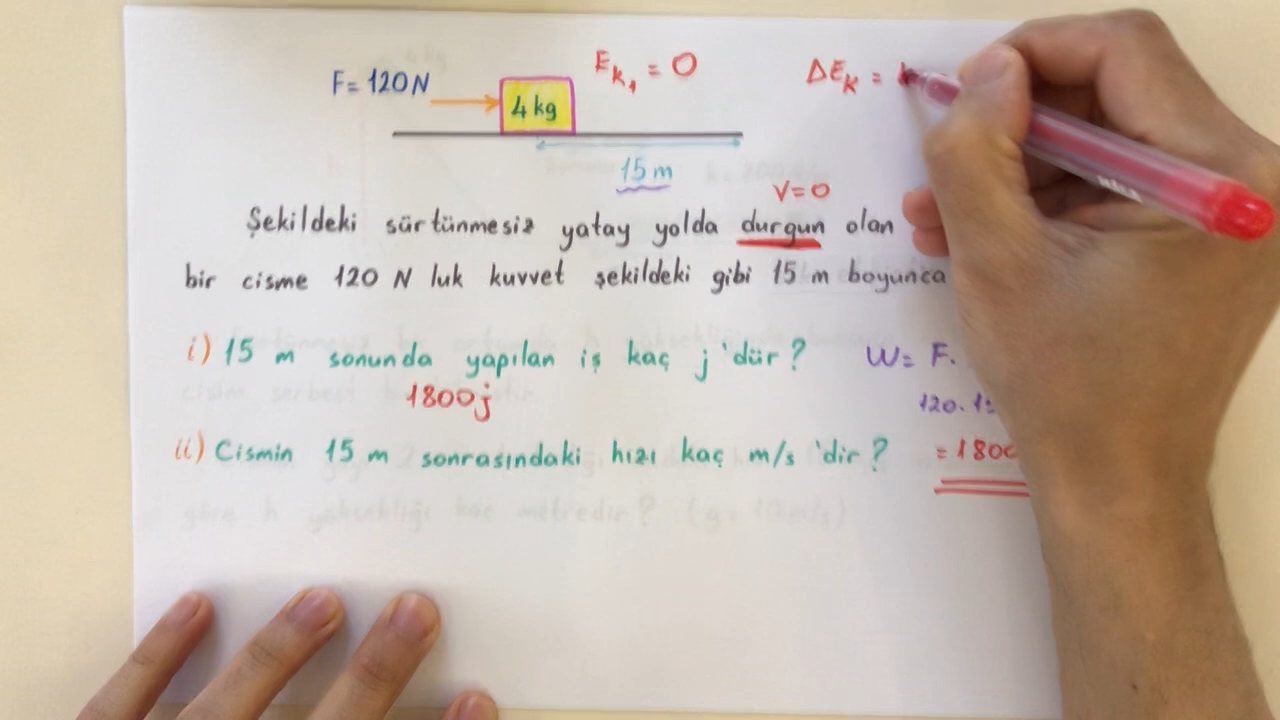 F= 120N
4 kg
Ek₁ = 0
ΔEk =
15 m
V=0
Şekildeki sürtünmesiz yatay yolda durgun olan
bir cisme 120 N luk kuvvet şekildeki gibi 15 m boyunca
i) 15 m sonunda yapılan iş kaç j 'dür?
W= F.
1800j
120.1
ii) Cismin 15 m sonrasındaki hızı kaç m/s 'dir?
= 1800